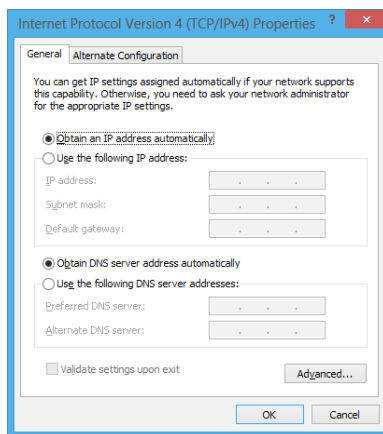 Internet Protocol Version 4 (TCP/IPv4) Properties ? ×
General Alternate Configuration
You can get IP settings assigned automatically if your network supports
this capability. Otherwise, you need to ask your network administrator
for the appropriate IP settings.
Obtain an IP address automatically
Use the following IP address:
IP address: . . .
Subnet mask: . . .
Default gateway: . . .
Obtain DNS server address automatically
Use the following DNS server addresses:
Preferred DNS server: . . .
Alternate DNS server: . . .
Validate settings upon exit
Advanced...
OK Cancel